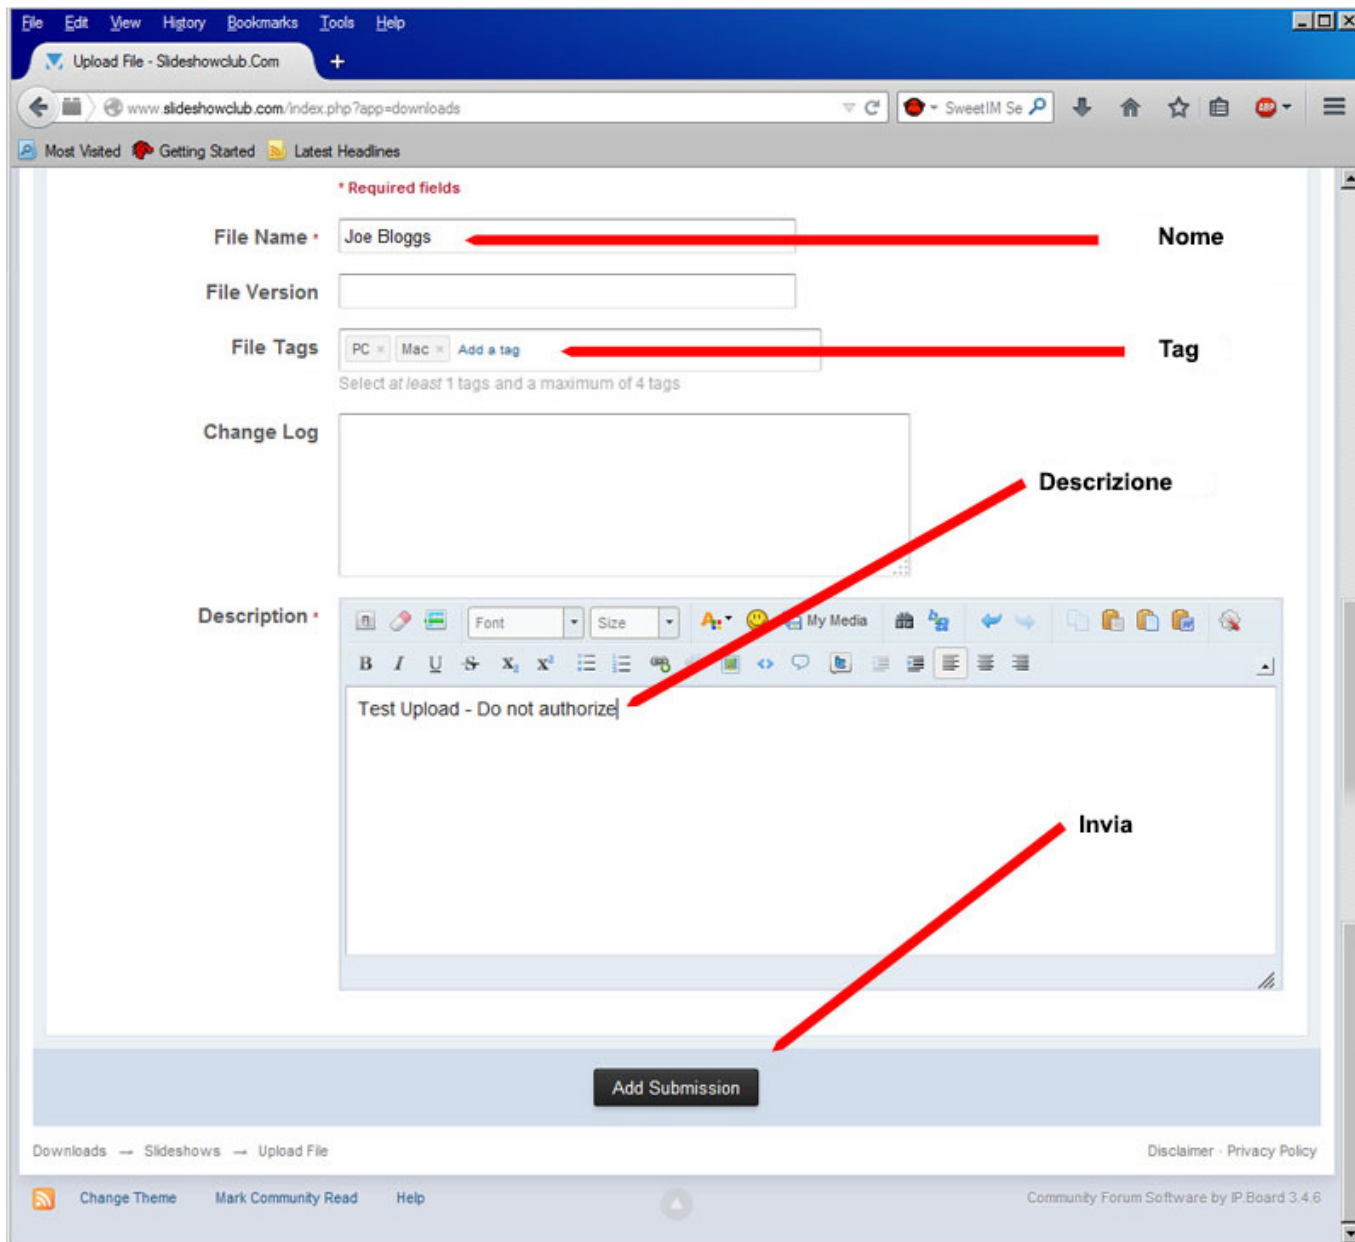 File Edit View History Bookmarks Tools Help
Upload File - Slideshowclub.Com +
www.slideshowclub.com/index.php?app=downloads SweetIM Se ABP
Most Visited Getting Started Latest Headlines
* Required fields
File Name * Joe Bloggs Nome
File Version
File Tags PC × Mac × Add a tag Tag
Select at least 1 tags and a maximum of 4 tags
Change Log
Descrizione
Description * Font Size My Media
B I U S X₂ X²
Test Upload - Do not authorize
Invia
Add Submission
Downloads → Slideshows → Upload File Disclaimer · Privacy Policy
Change Theme Mark Community Read Help Community Forum Software by IP.Board 3.4.6